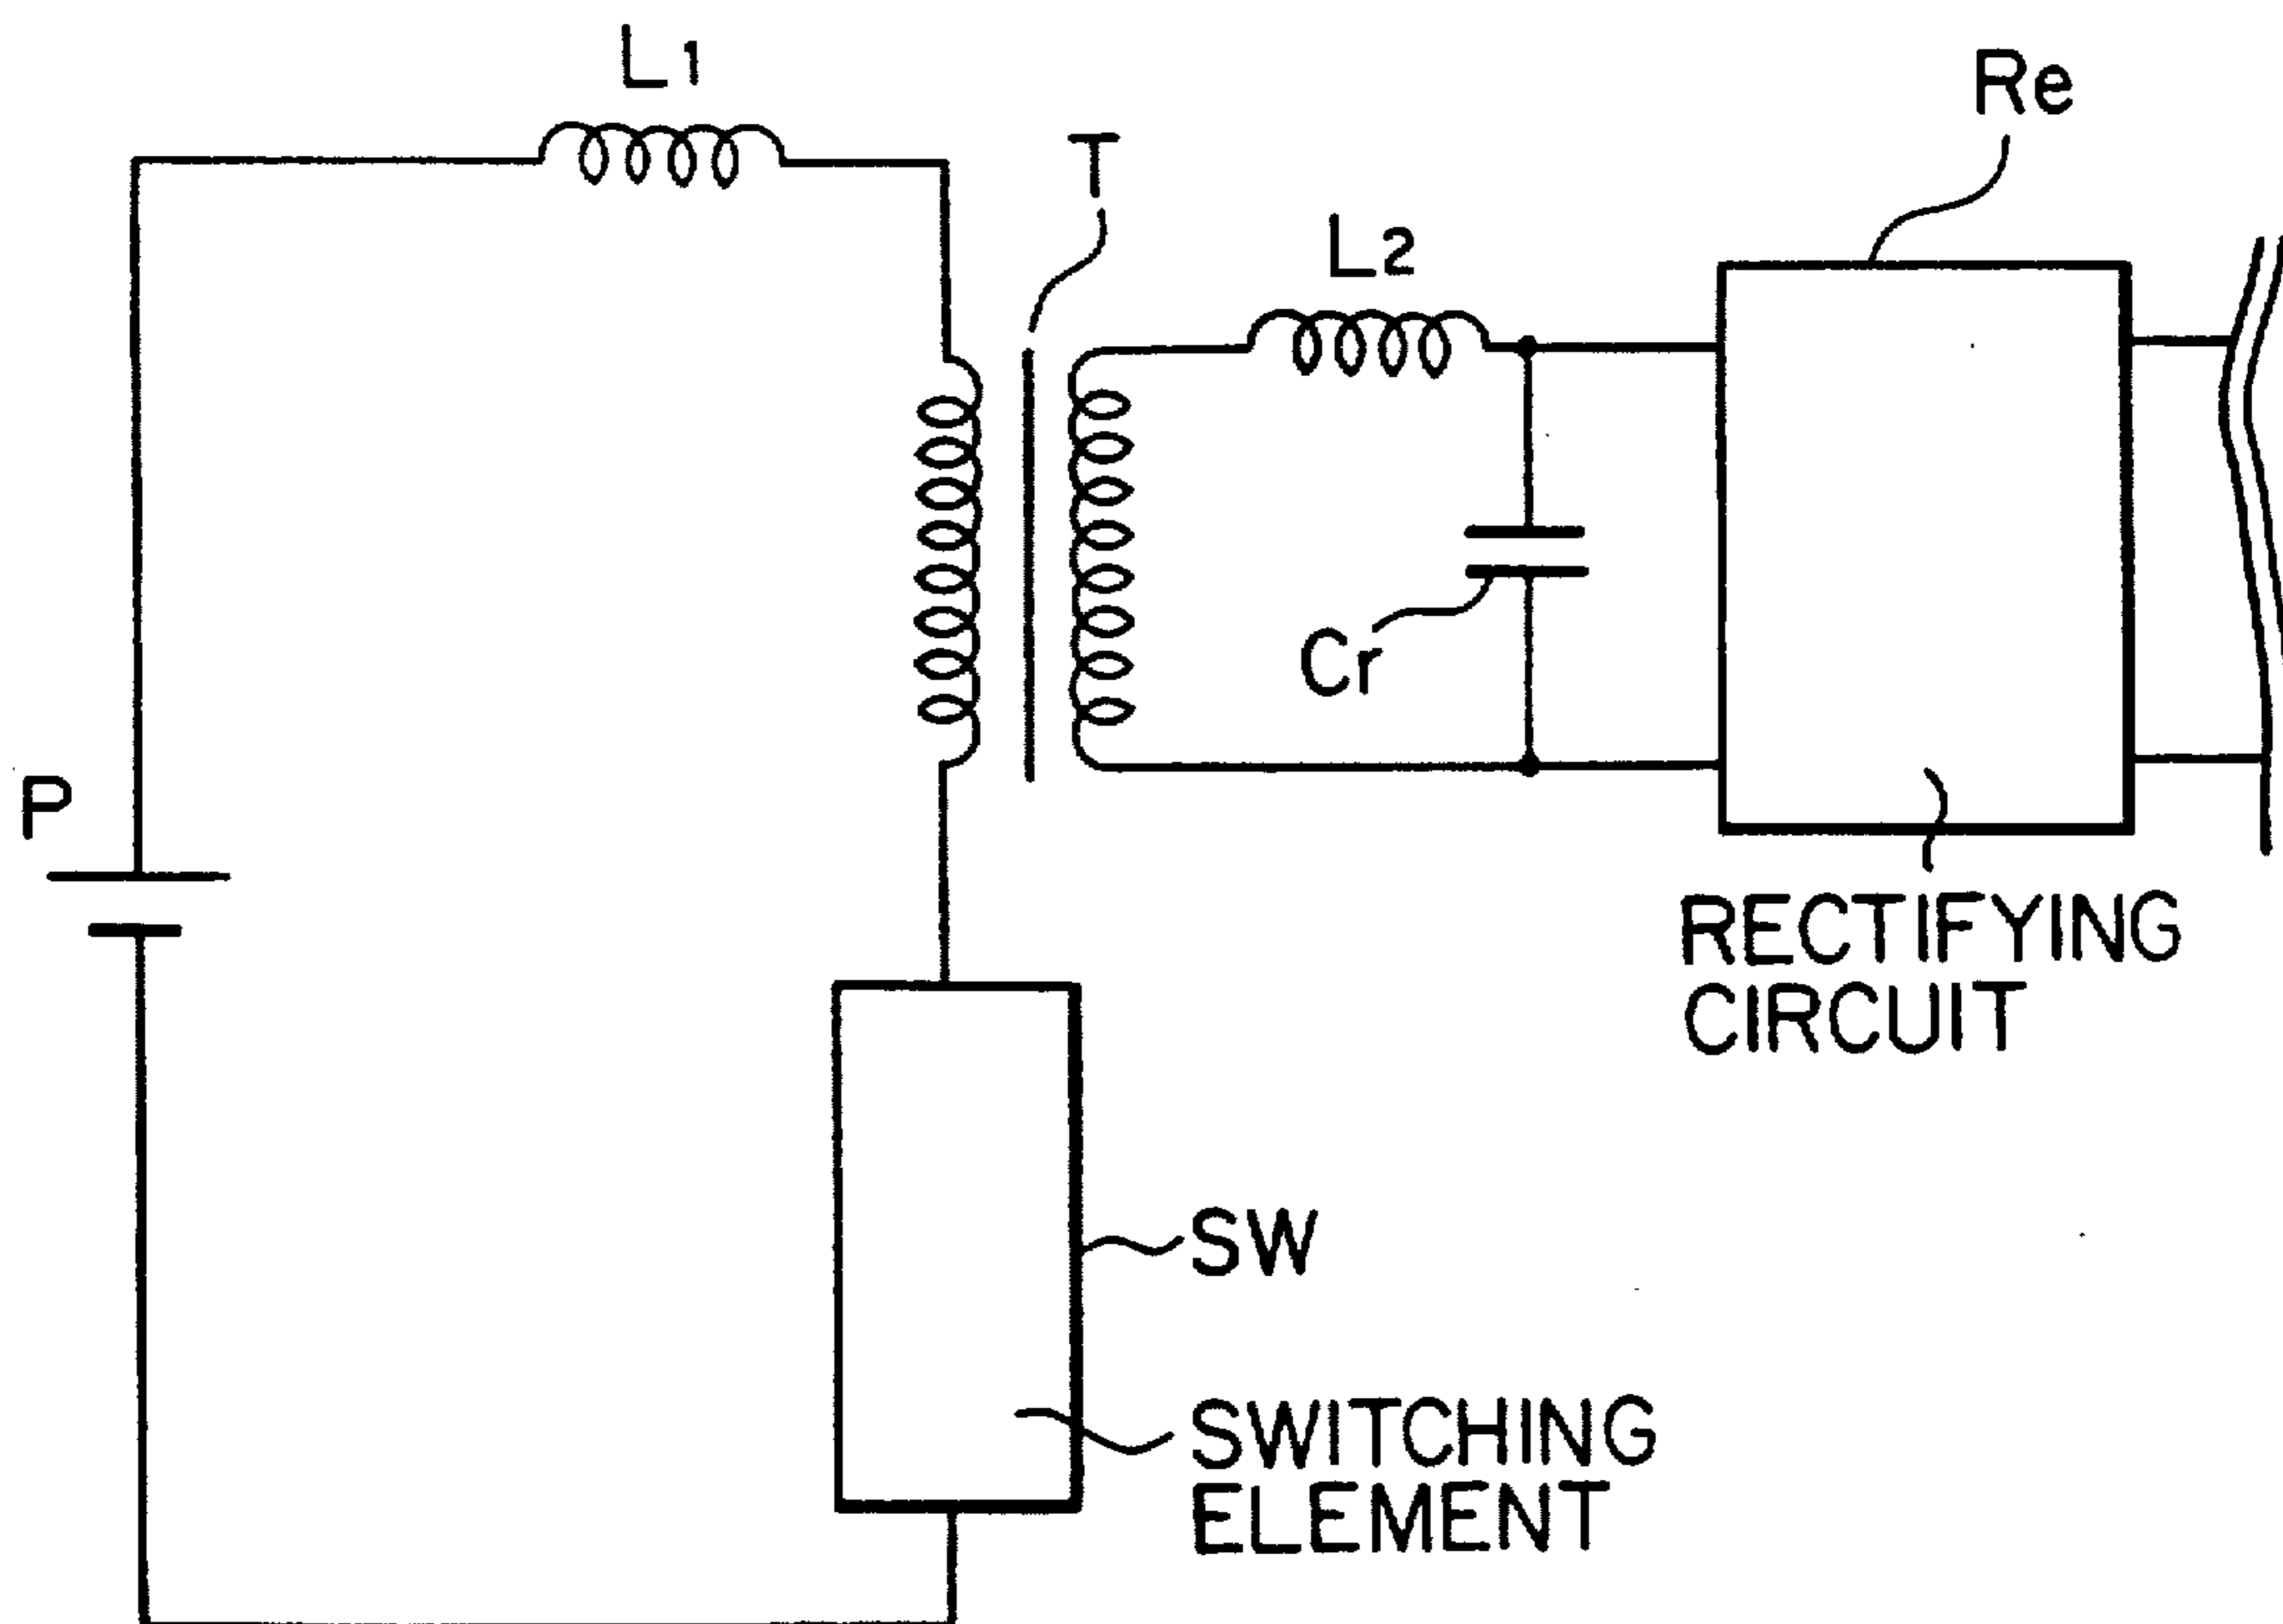 L1
Re
T
L2
Cr
P
RECTIFYING
CIRCUIT
SW
SWITCHING
ELEMENT